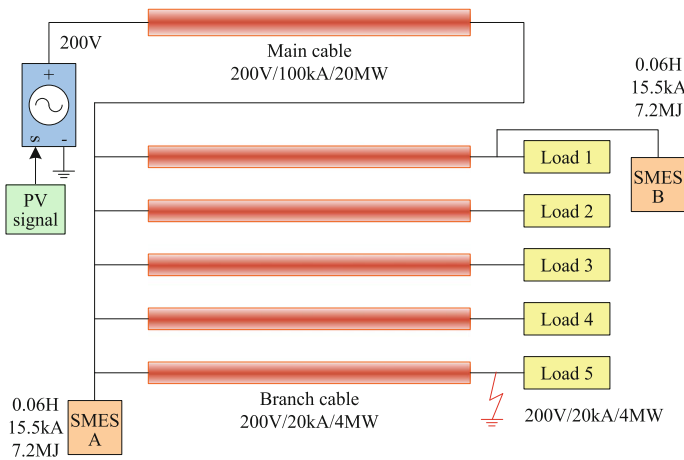 200V
Main cable
200V/100kA/20MW
+
s
-
PV
signal
0.06H
15.5kA
7.2MJ
SMES
B
Load 1
Load 2
Load 3
Load 4
Load 5
Branch cable
200V/20kA/4MW
200V/20kA/4MW
0.06H
15.5kA
7.2MJ
SMES
A